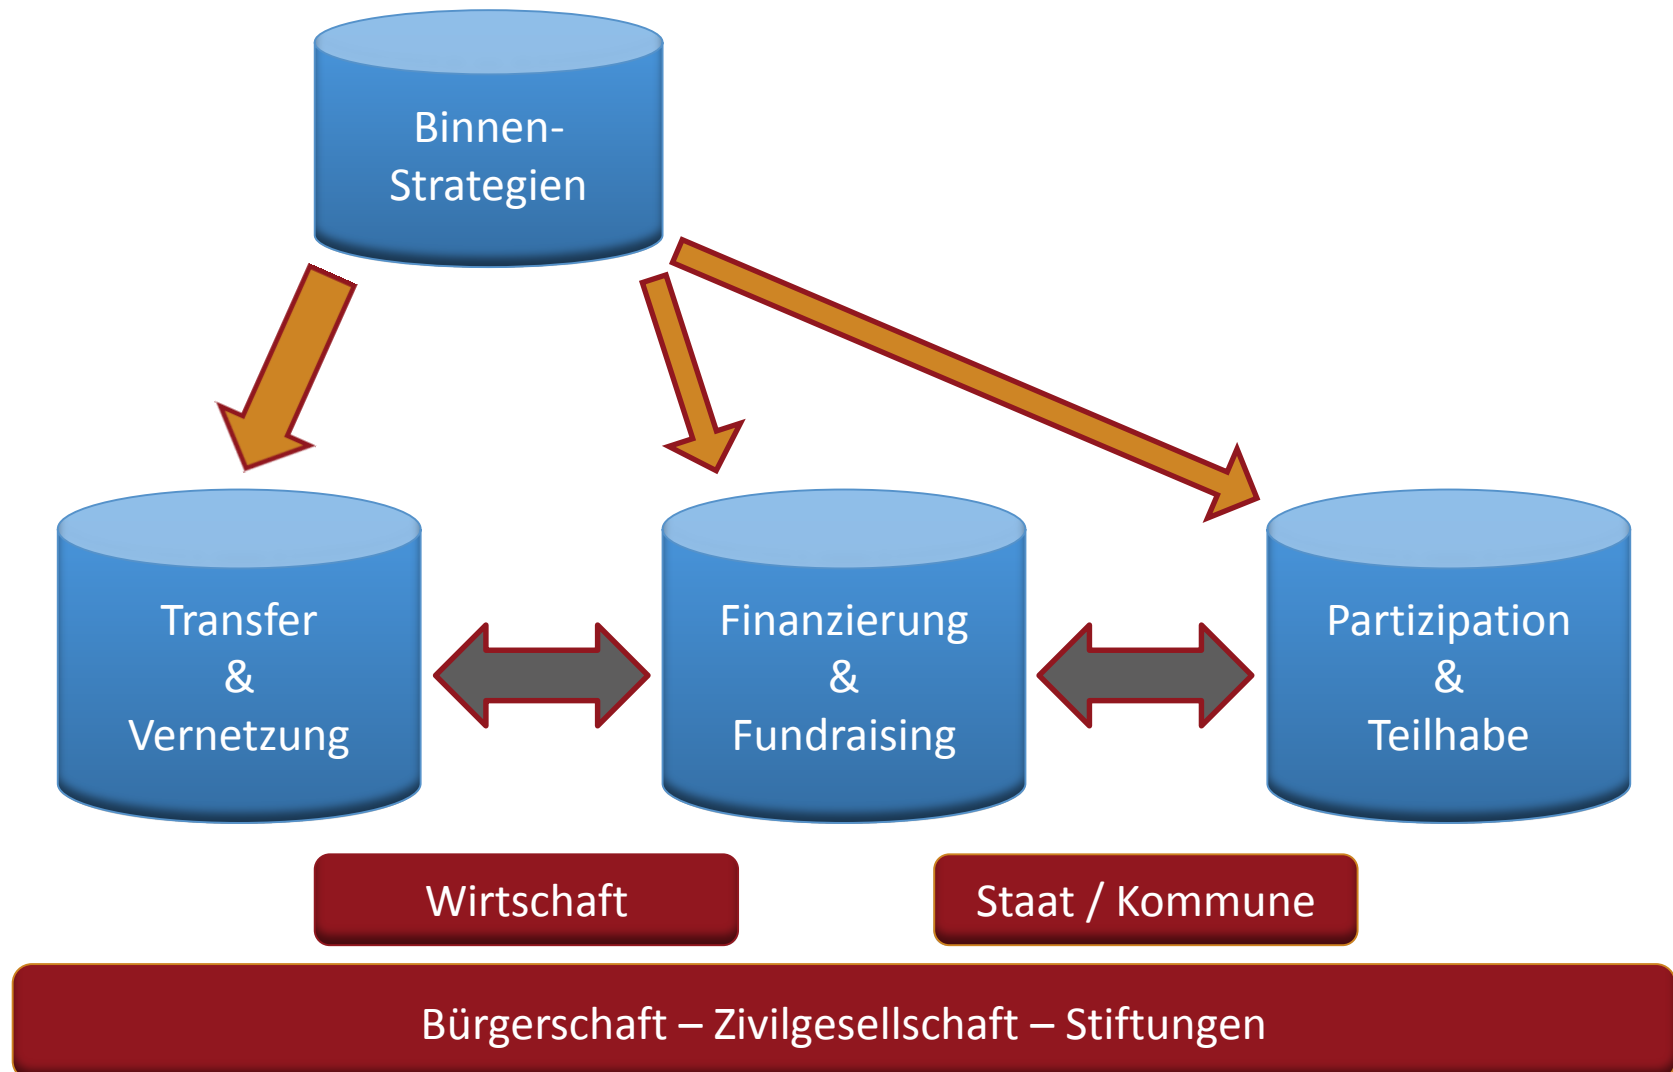 Binnen-
Strategien
Transfer
&
Vernetzung
Finanzierung
&
Fundraising
Partizipation
&
Teilhabe
Wirtschaft
Staat / Kommune
Bürgerschaft – Zivilgesellschaft – Stiftungen